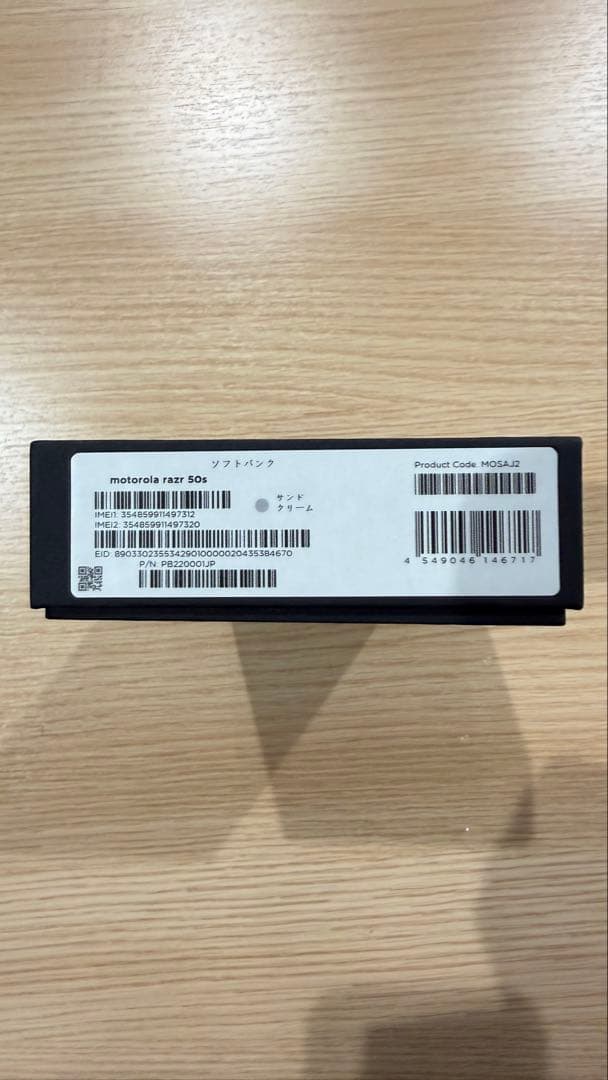 ソフトバンク
motorola razr 50s
IMEI1: 354859911497312
IMEI2: 354859911497320
サンド
クリーム
EID 89033023553429010000020435384670
P/N: PB220001JP
Product Code: MOSAJ2
4 549046 146717